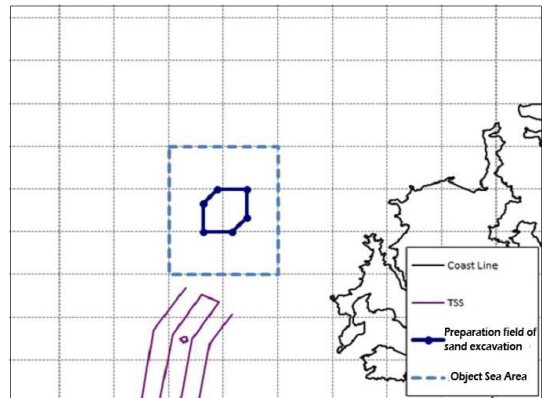 Coast Line
TSS
Preparation field of
sand excavation
Object Sea Area